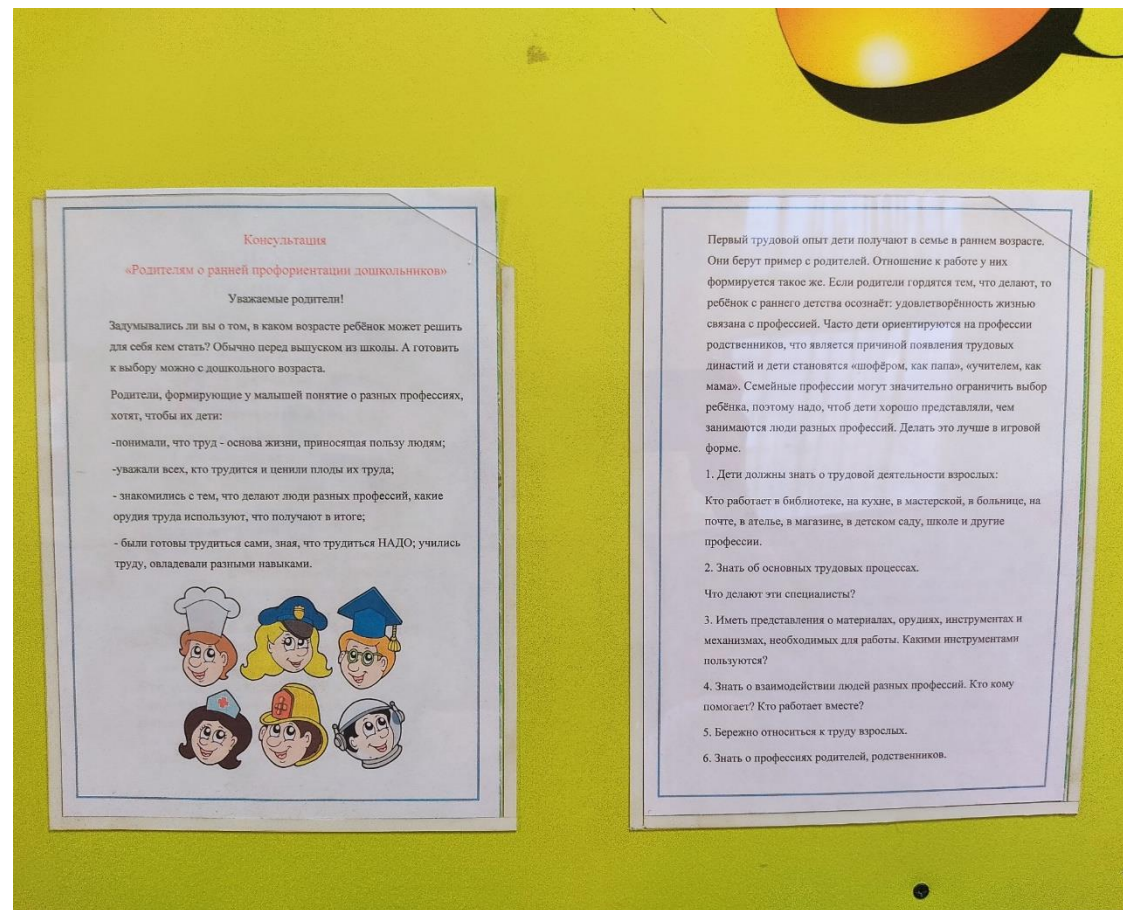 Консультация
«Родителям о ранней профориентации дошкольников»
Уважаемые родители!
Задумывались ли вы о том, в каком возрасте ребёнок может решить
для себя кем стать? Обычно перед выпуском из школы. А готовить
к выбору можно с дошкольного возраста.
Родители, формирующие у малышей понятие о разных профессиях,
хотят, чтобы их дети:
-понимали, что труд - основа жизни, приносящая пользу людям;
-уважали всех, кто трудится и ценили плоды их труда;
- знакомились с тем, что делают люди разных профессий, какие
орудия труда используют, что получают в итоге;
- были готовы трудиться сами, зная, что трудиться НАДО; учились
труду, овладевали разными навыками.
Первый трудовой опыт дети получают в семье в раннем возрасте.
Они берут пример с родителей. Отношение к работе у них
формируется такое же. Если родители гордятся тем, что делают, то
ребёнок с раннего детства осознаёт: удовлетворённость жизнью
связана с профессией. Часто дети ориентируются на профессии
родственников, что является причиной появления трудовых
династий и дети становятся «шофёром, как папа», «учителем, как
мама». Семейные профессии могут значительно ограничить выбор
ребёнка, поэтому надо, чтоб дети хорошо представляли, чем
занимаются люди разных профессий. Делать это лучше в игровой
форме.
1. Дети должны знать о трудовой деятельности взрослых:
Кто работает в библиотеке, на кухне, в мастерской, в больнице, на
почте, в ателье, в магазине, в детском саду, школе и другие
профессии.
2. Знать об основных трудовых процессах.
Что делают эти специалисты?
3. Иметь представления о материалах, орудиях, инструментах и
механизмах, необходимых для работы. Какими инструментами
пользуются?
4. Знать о взаимодействии людей разных профессий. Кто кому
помогает? Кто работает вместе?
5. Бережно относиться к труду взрослых.
6. Знать о профессиях родителей, родственников.